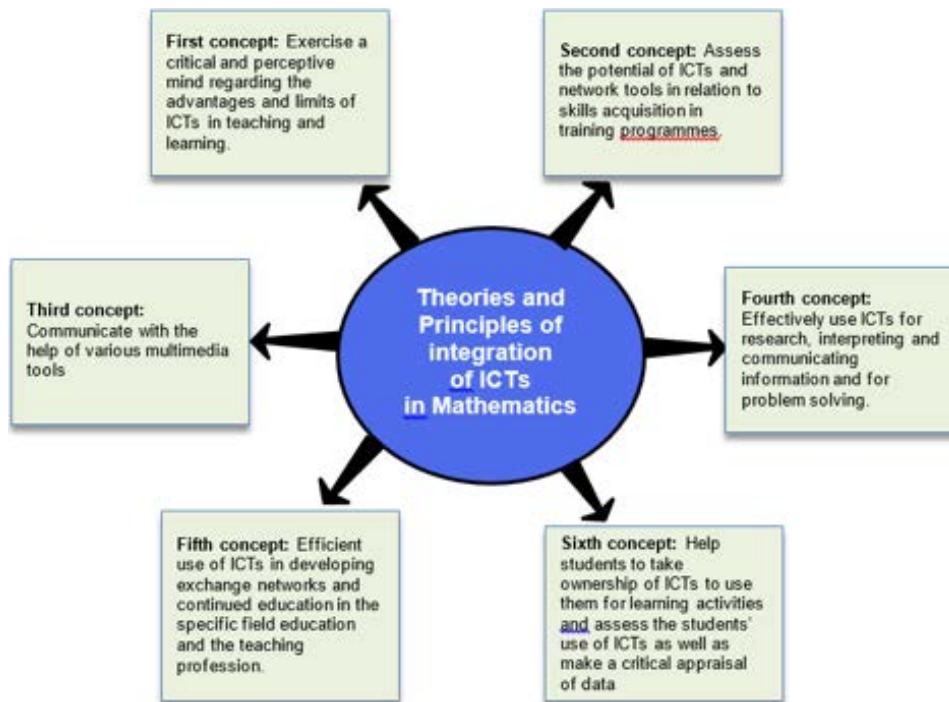 First concept: Exercise a
critical and perceptive
mind regarding the
advantages and limits of
ICTs in teaching and
learning.
Second concept: Assess
the potential of ICTs and
network tools in relation to
skills acquisition in
training programmes.
Theories and
Principles of
integration
of ICTs
in Mathematics
Third concept:
Communicate with the
help of various multimedia
tools
Fourth concept:
Effectively use ICTs for
research, interpreting and
communicating
information and for
problem solving.
Fifth concept: Efficient
use of ICTs in developing
exchange networks and
continued education in the
specific field education
and the teaching
profession.
Sixth concept: Help
students to take
ownership of ICTs to use
them for learning activities
and assess the students'
use of ICTs as well as
make a critical appraisal
of data